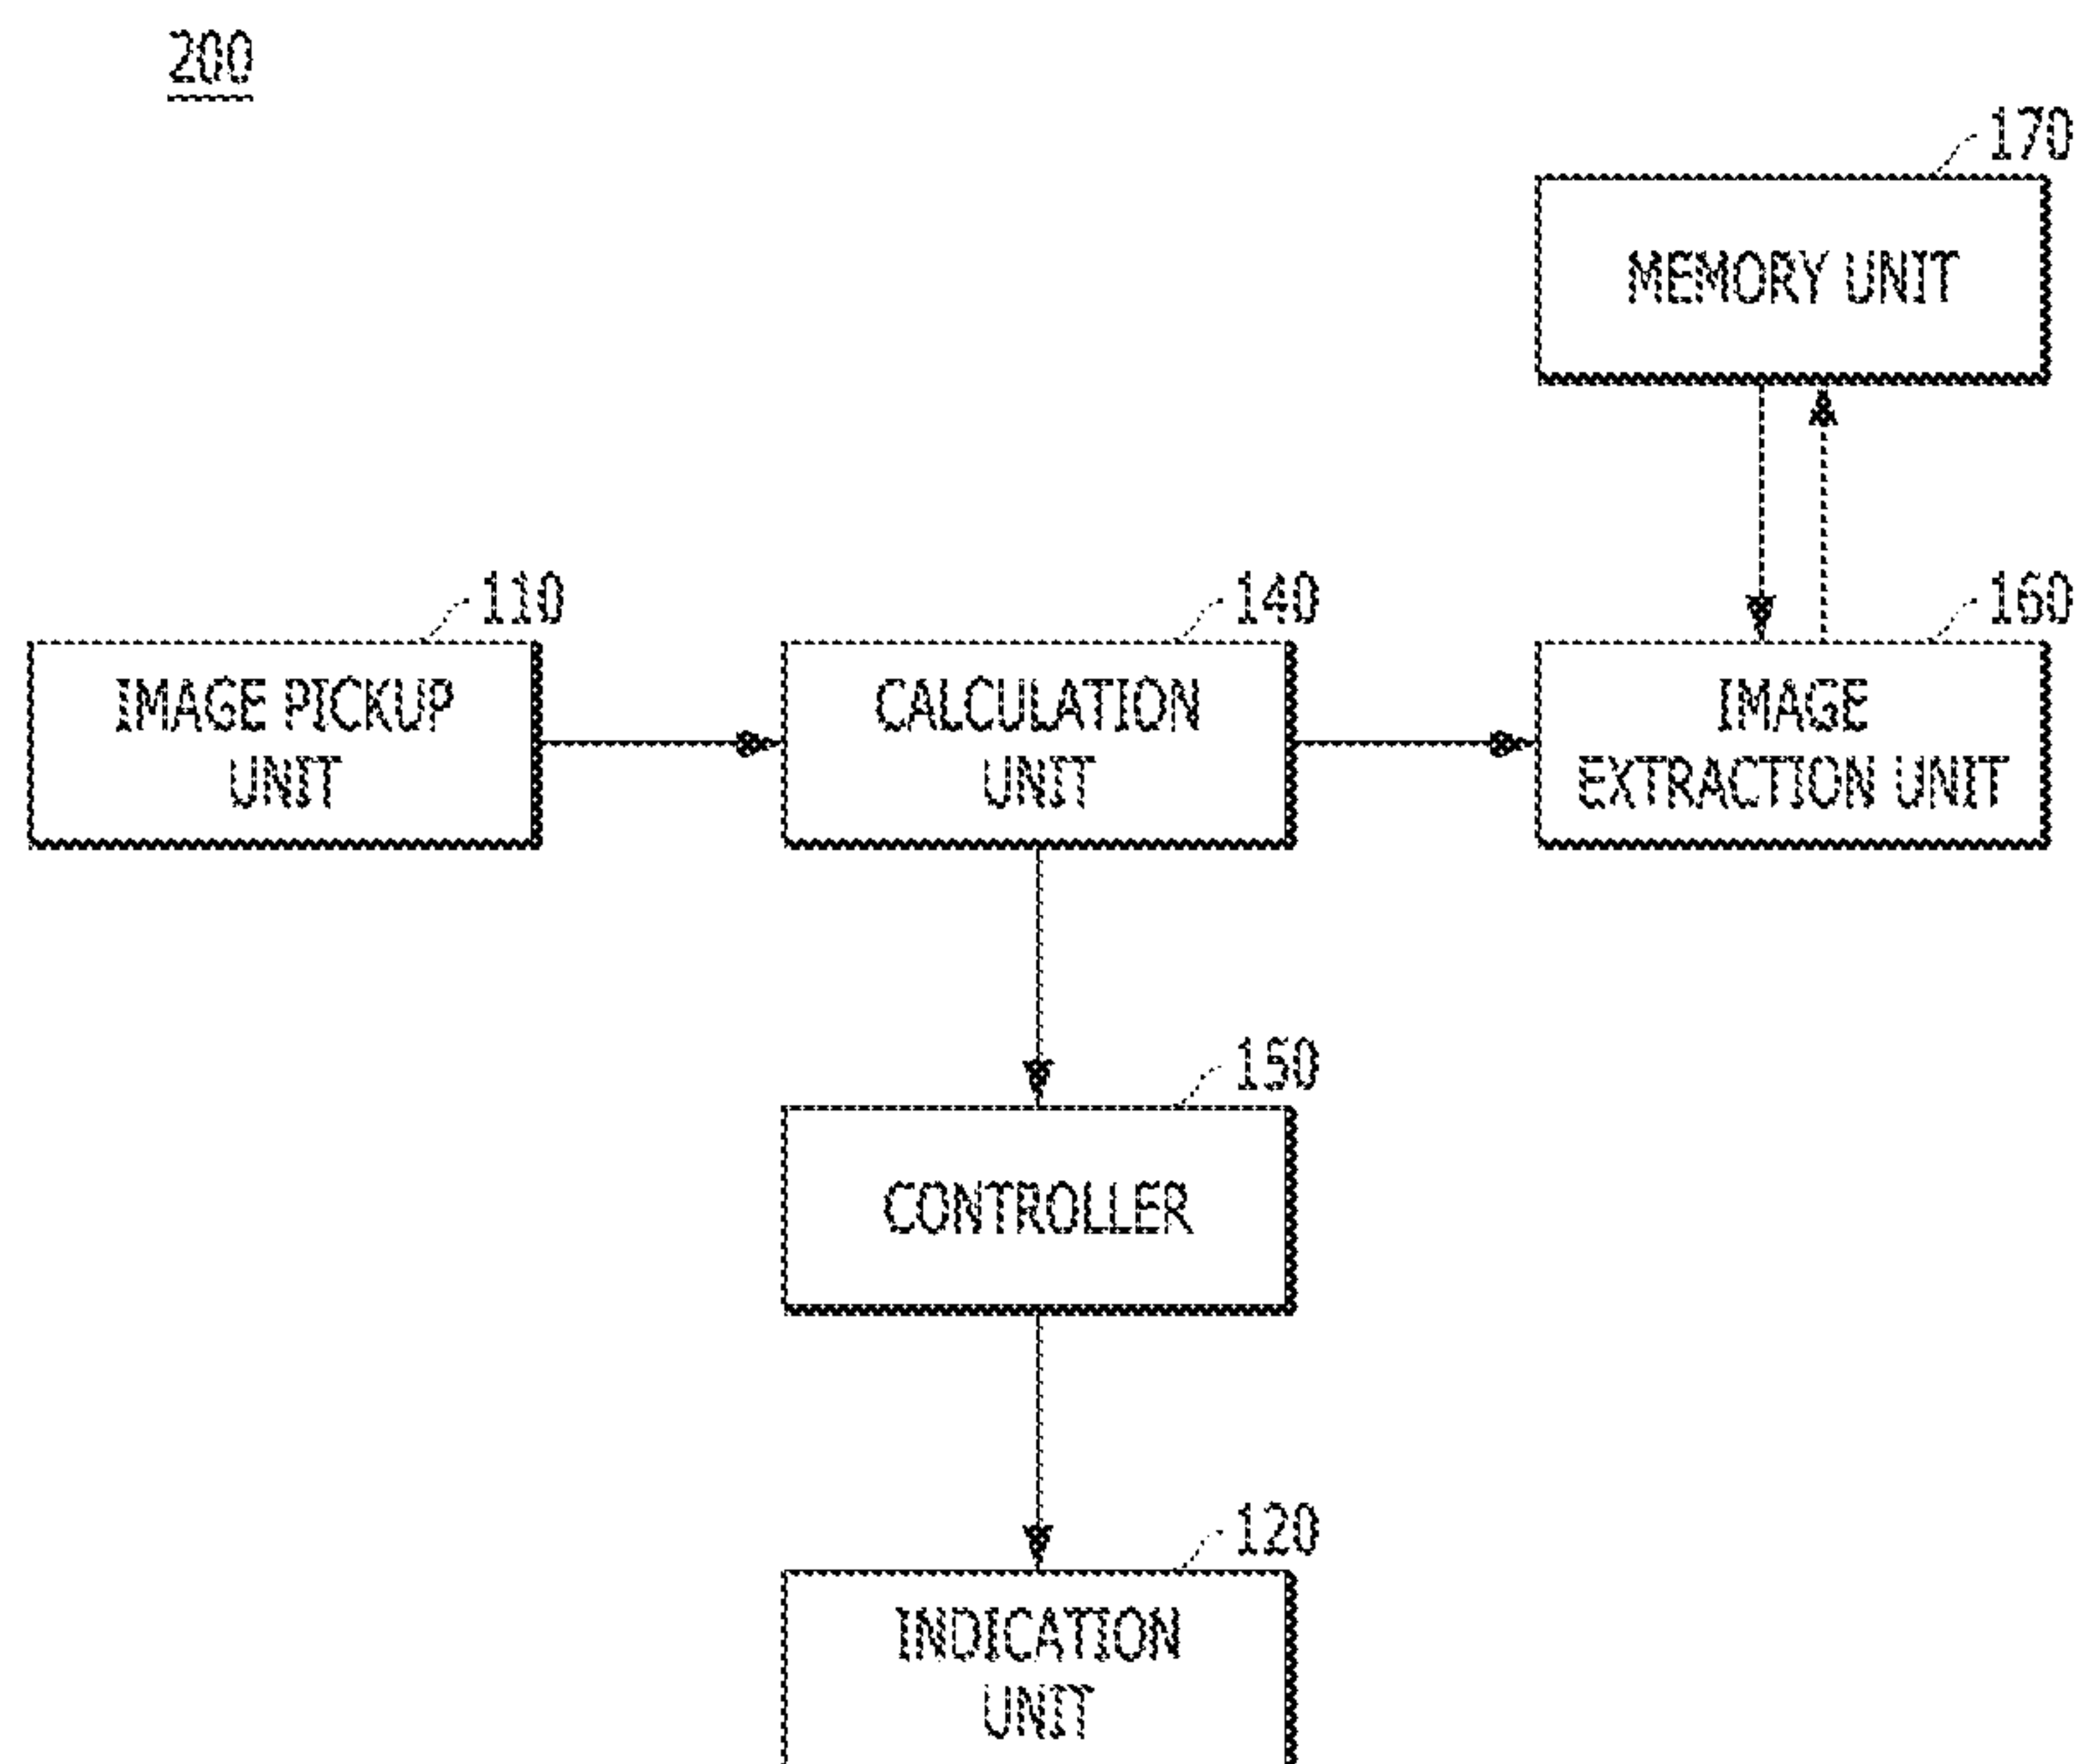 200
170
MEMORY UNIT
110
140
160
IMAGE PICKUP
UNIT
CALCULATION
UNIT
IMAGE
EXTRACTION UNIT
150
CONTROLLER
120
INDICATION
UNIT